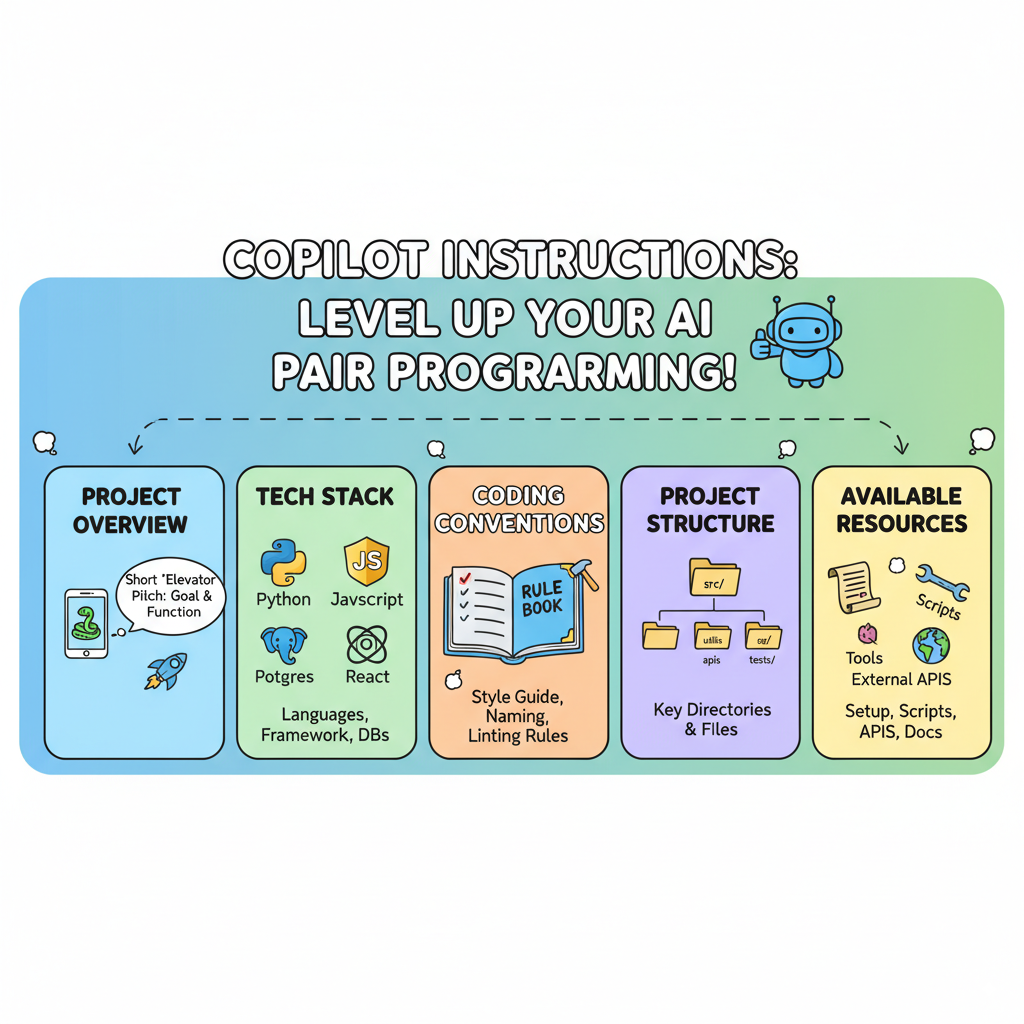 COPILOT INSTRUCTIONS:
LEVEL UP YOUR AI
PAIR PROGRARMING!
PROJECT
OVERVIEW
Short "Elevator
Pitch: Goal &
Function
TECH STACK
JS
Python
Javscript
Potgres
React
Languages,
Framework, DBs
CODING
CONVENTIONS
RULE
BOOK
Style Guide,
Naming,
Linting Rules
PROJECT
STRUCTURE
src/
utils
apis
tests/
Key Directories
& Files
AVAILABLE
RESOURCES
Scripts
Tools
External APIS
Setup, Scripts,
APIS, Docs